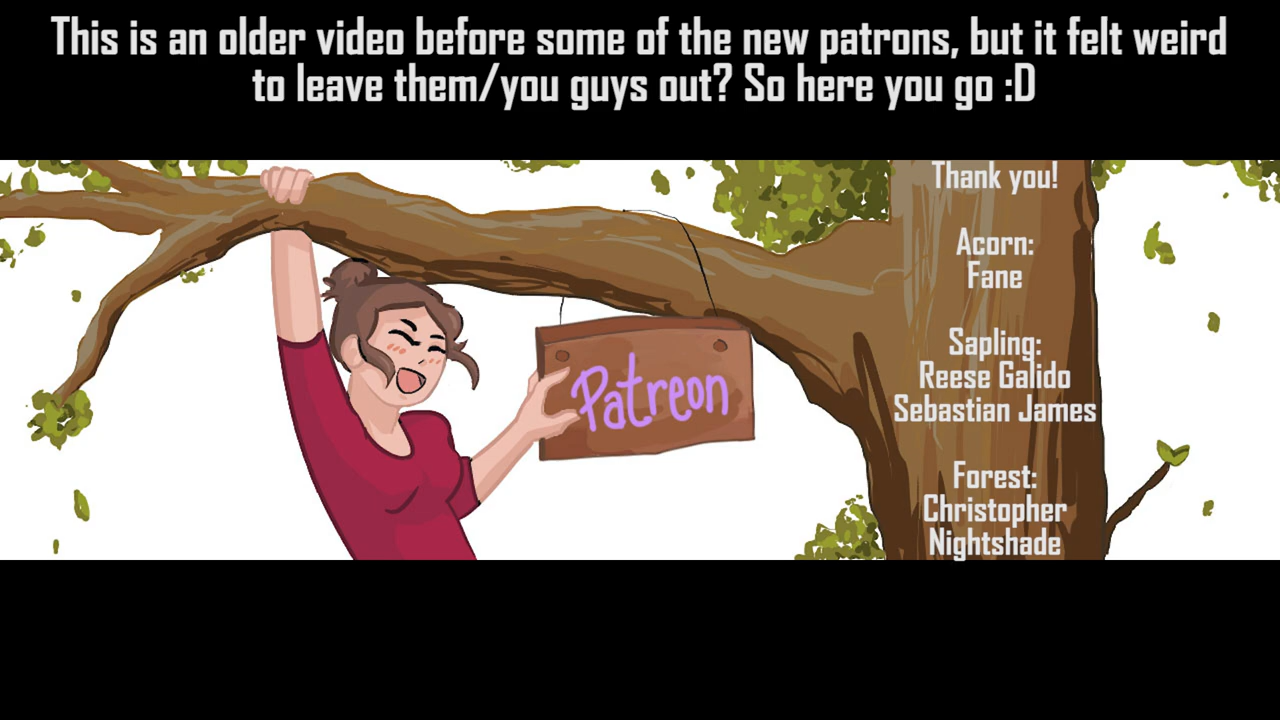 This is an older video before some of the new patrons, but it felt weird
to leave them/you guys out? So here you go :D
Patreon
Thank you!
Acorn:
Fane
Sapling:
Reese Galido
Sebastian James
Forest:
Christopher
Nightshade